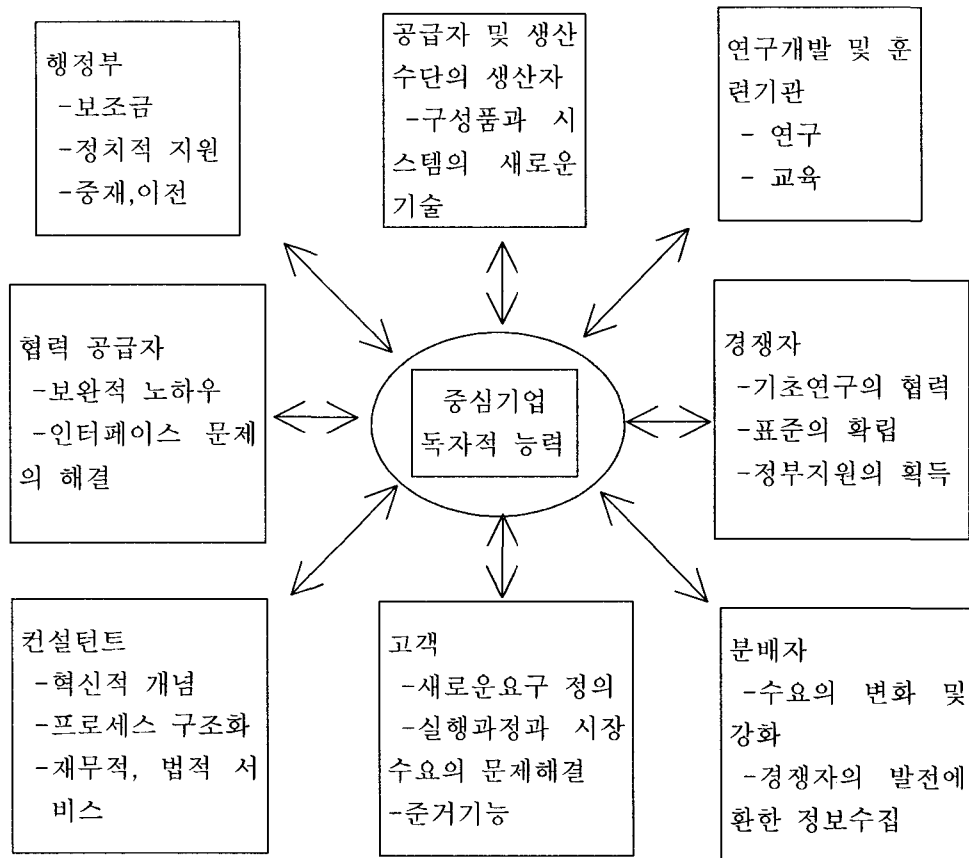 행정부
-보조금
-정치적 지원
-중재,이전
공급자 및 생산
수단의 생산자
-구성품과 시
스템의 새로운
기술
연구개발 및 훈
련기관
- 연구
- 교육
협력 공급자
-보완적 노하우
-인터페이스 문제
의 해결
중심기업
독자적 능력
경쟁자
-기초연구의 협력
-표준의 확립
-정부지원의 획득
컨설턴트
-혁신적 개념
-프로세스 구조화
-재무적, 법적 서
비스
고객
-새로운요구 정의
-실행과정과 시장
수요의 문제해결
-준거기능
분배자
-수요의 변화 및
강화
-경쟁자의 발전에
환한 정보수집